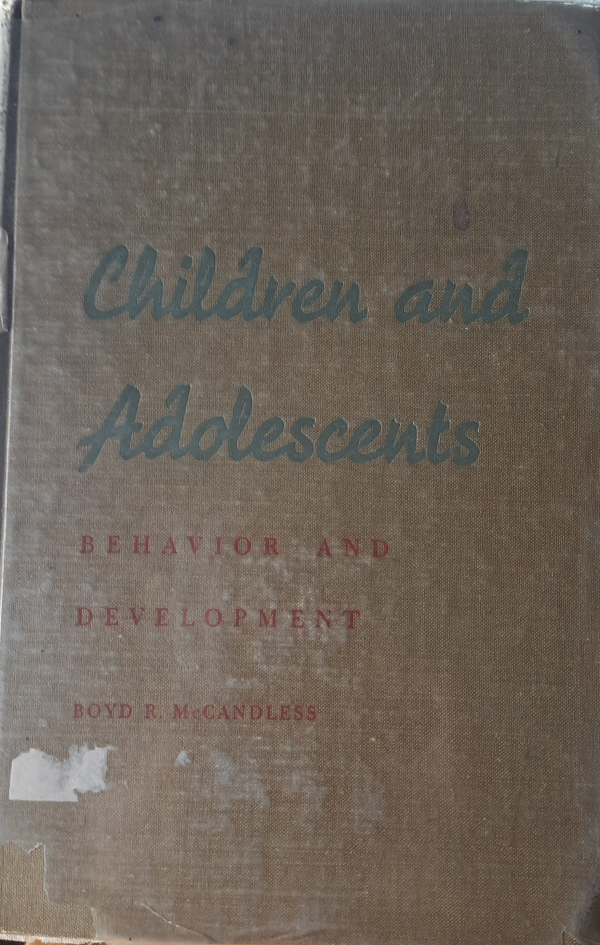 Children and
Adolescents
BEHAVIOR AND
DEVELOPMENT
BOYD R. McCANDLESS